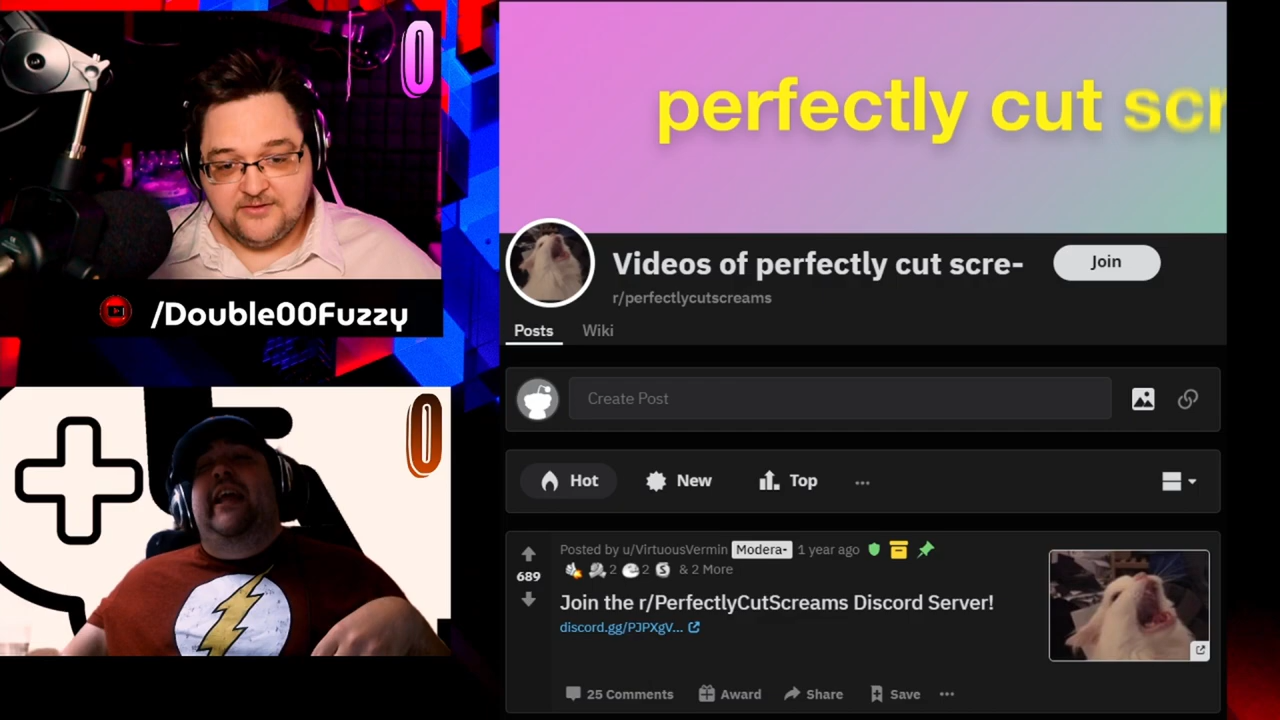 0
/Double00Fuzzy
0
perfectly cut scr
Videos of perfectly cut scre-
Join
r/perfectlycutscreams
Posts Wiki
Create Post
Hot New Top ...
Posted by u/VirtuousVermin Modera- 1 year ago
2 2 S & 2 More
689
Join the r/PerfectlyCutScreams Discord Server!
discord.gg/PJPXgV...
25 Comments Award Share Save ...